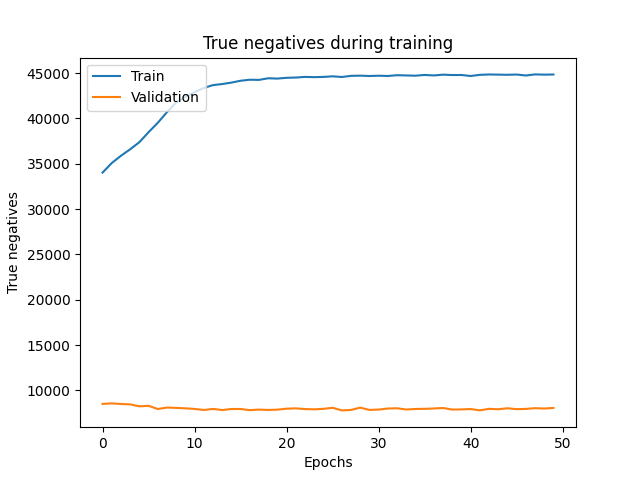 True negatives during training
Train
Validation
True negatives
45000
40000
35000
30000
25000
20000
15000
10000
0 10 20 30 40 50
Epochs